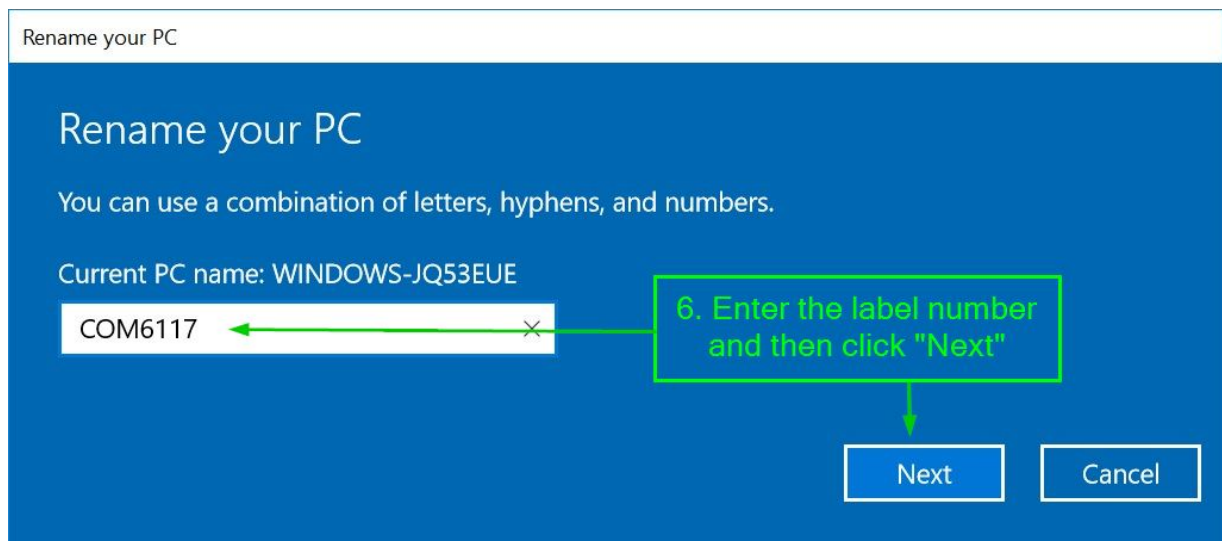 Rename your PC
Rename your PC
You can use a combination of letters, hyphens, and numbers.
Current PC name: WINDOWS-JQ53EUE
COM6117
6. Enter the label number
and then click "Next"
Next
Cancel